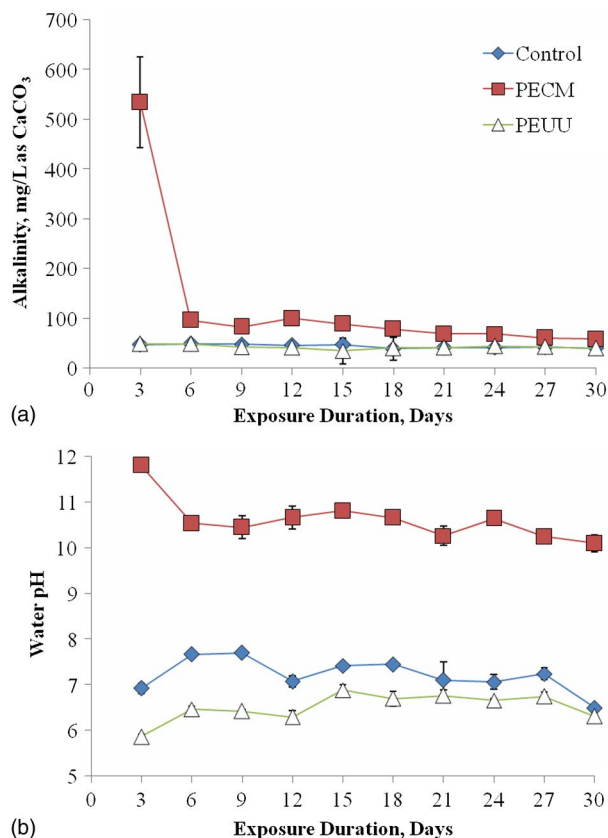 700
600
500
400
300
200
100
0
Alkalinity, mg/L as CaCO3
Control
PECM
PEUU
0 3 6 9 12 15 18 21 24 27 30
(a)
Exposure Duration, Days
12
11
10
9
8
7
6
5
Water pH
0 3 6 9 12 15 18 21 24 27 30
(b)
Exposure Duration, Days